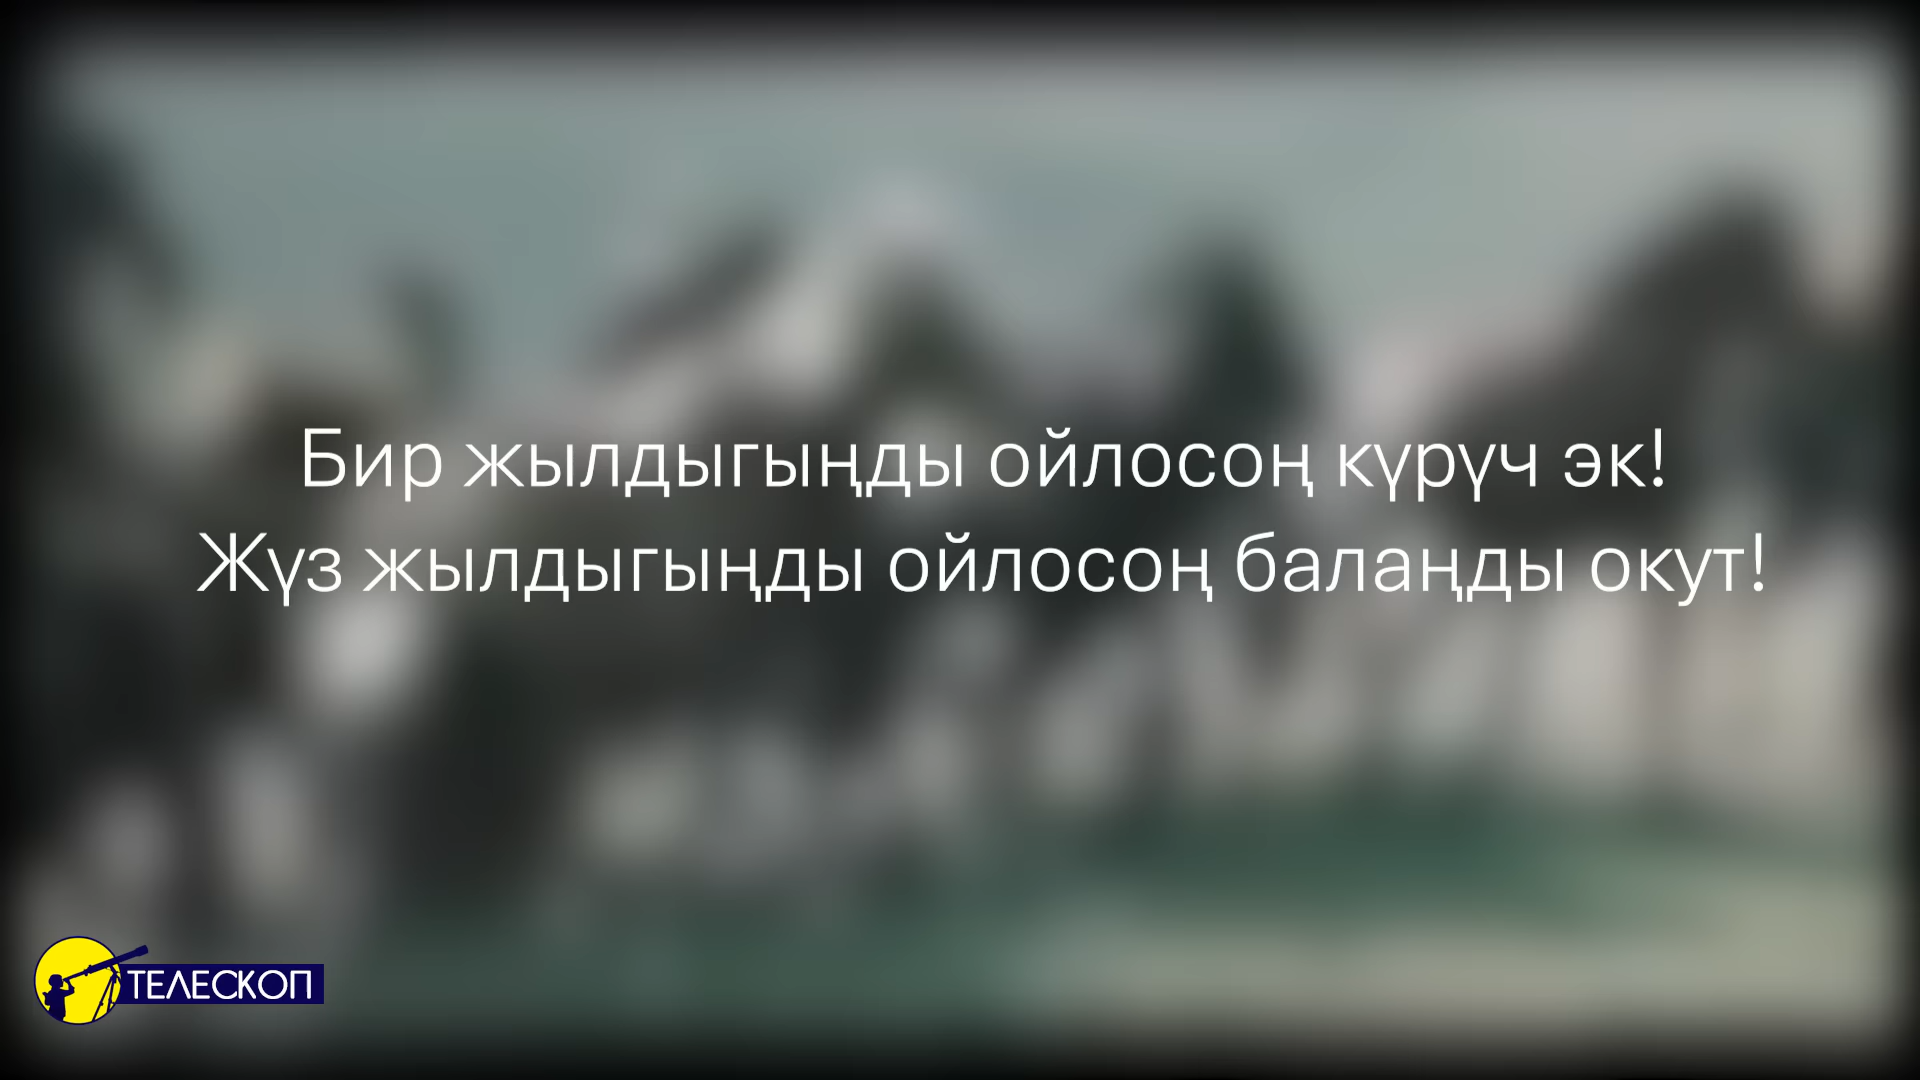 Бир жылдыгыңды ойлосоң күрүч эк!
Жүз жылдыгыңды ойлосоң балаңды окут!
ТЕЛЕСКОП